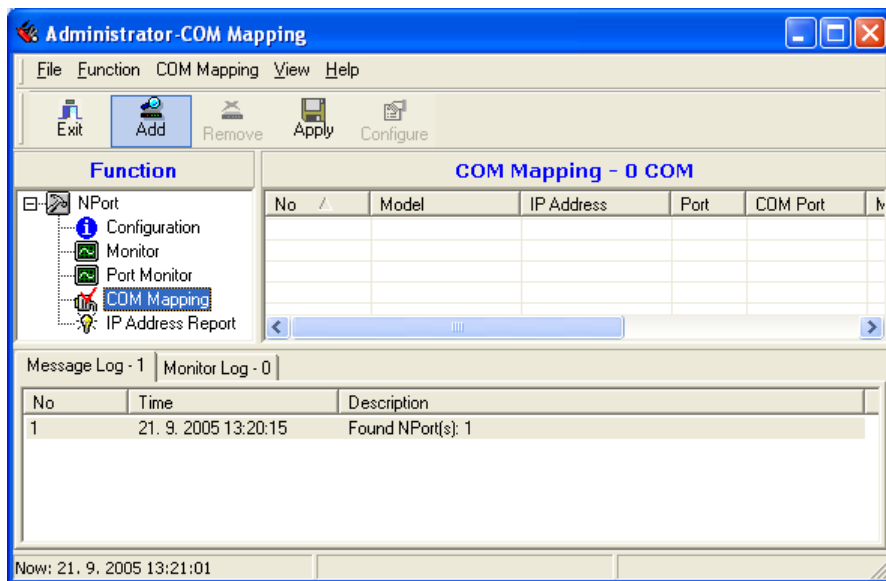 Administrator-COM Mapping
File Function COM Mapping View Help
Exit Add Remove Apply Configure
Function
COM Mapping - 0 COM
NPort
Configuration
Monitor
Port Monitor
COM Mapping
IP Address Report
No Model IP Address Port COM Port
Message Log - 1 Monitor Log - 0
No Time Description
1 21. 9. 2005 13:20:15 Found NPort(s): 1
Now: 21. 9. 2005 13:21:01